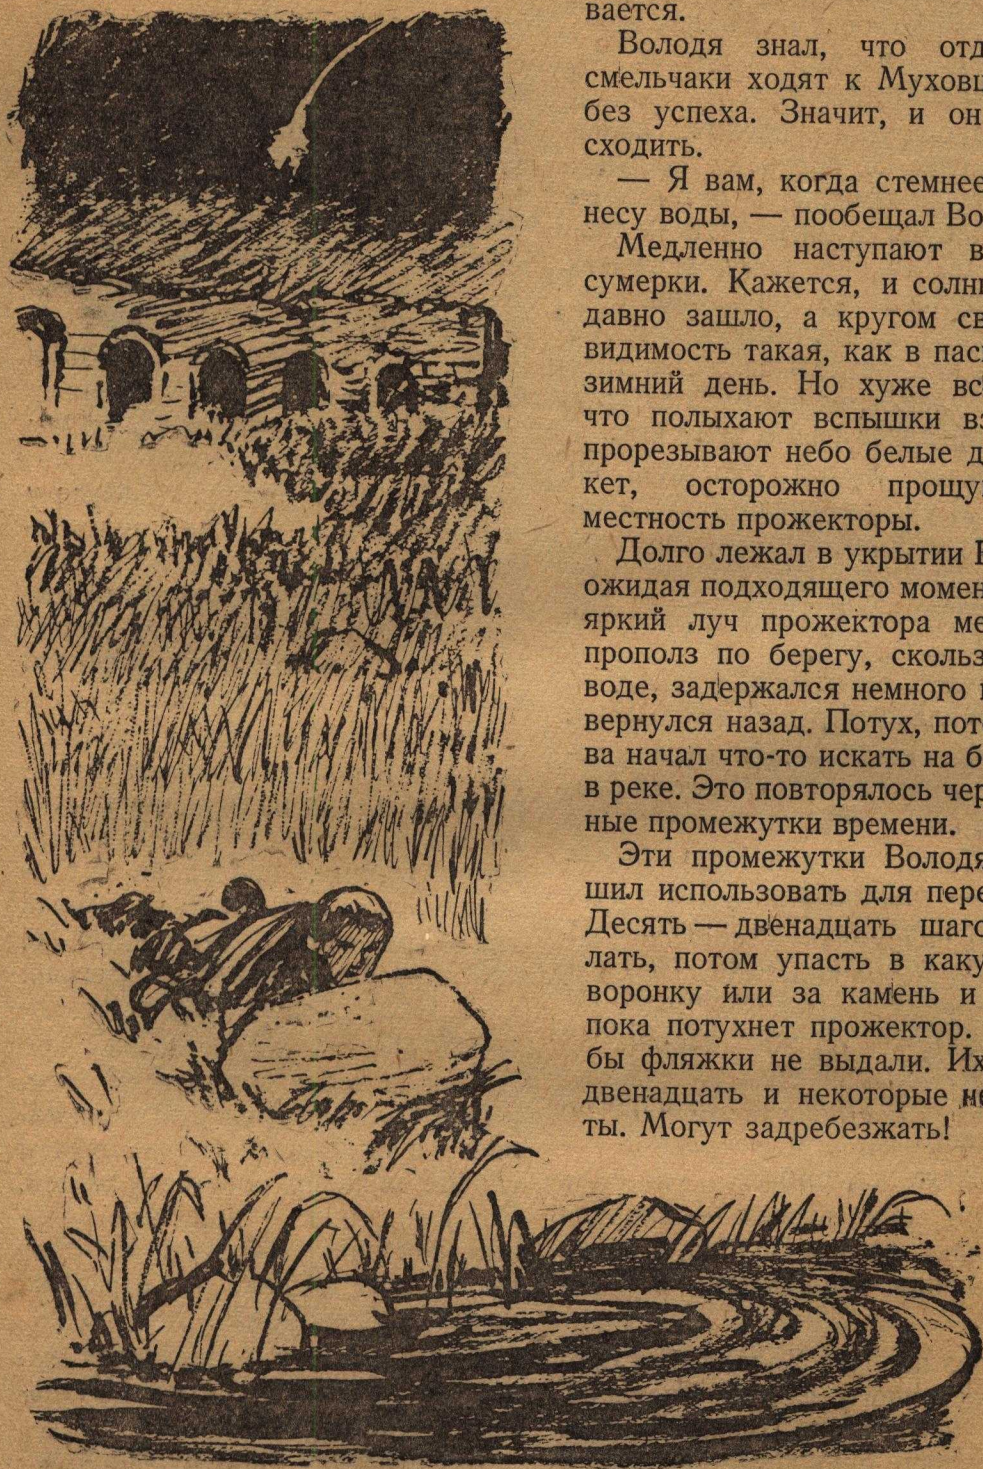 вается.
Володя знал, что отд
смельчаки ходят к Мухов
без успеха. Значит, и он
сходить.
— Я вам, когда стемнее
несу воды, — пообещал Во
Медленно наступают в
сумерки. Кажется, и солн
давно зашло, а кругом св
видимость такая, как в пас
зимний день. Но хуже вс
что полыхают вспышки вз
прорезывают небо белые д
кет, осторожно прощу
местность прожекторы.
Долго лежал в укрытии
ожидая подходящего момен
яркий луч прожектора ме
прополз по берегу, скольз
воде, задержался немного
вернулся назад. Потух, пот
ва начал что-то искать на б
в реке. Это повторялось чер
ные промежутки времени.
Эти промежутки Володя
шил использовать для пере
Десять — двенадцать шаго
лать, потом упасть в каку
воронку или за камень и
пока потухнет прожектор.
бы фляжки не выдали. Их
двенадцать и некоторые не
ты. Могут задребезжать!